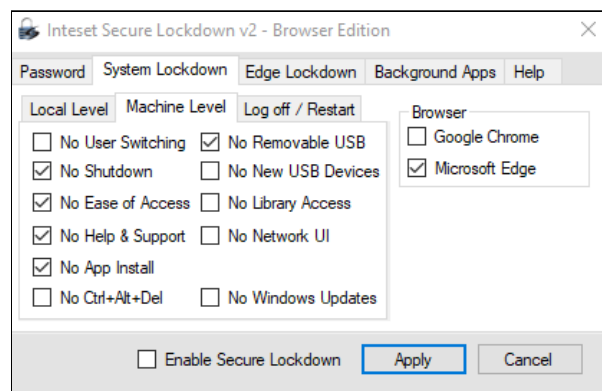 Inteset Secure Lockdown v2 - Browser Edition
Password System Lockdown Edge Lockdown Background Apps Help
Local Level Machine Level Log off / Restart
No User Switching No Removable USB
No Shutdown No New USB Devices
No Ease of Access No Library Access
No Help & Support No Network UI
No App Install
No Ctrl+Alt+Del No Windows Updates
Browser
Google Chrome
Microsoft Edge
Enable Secure Lockdown Apply Cancel